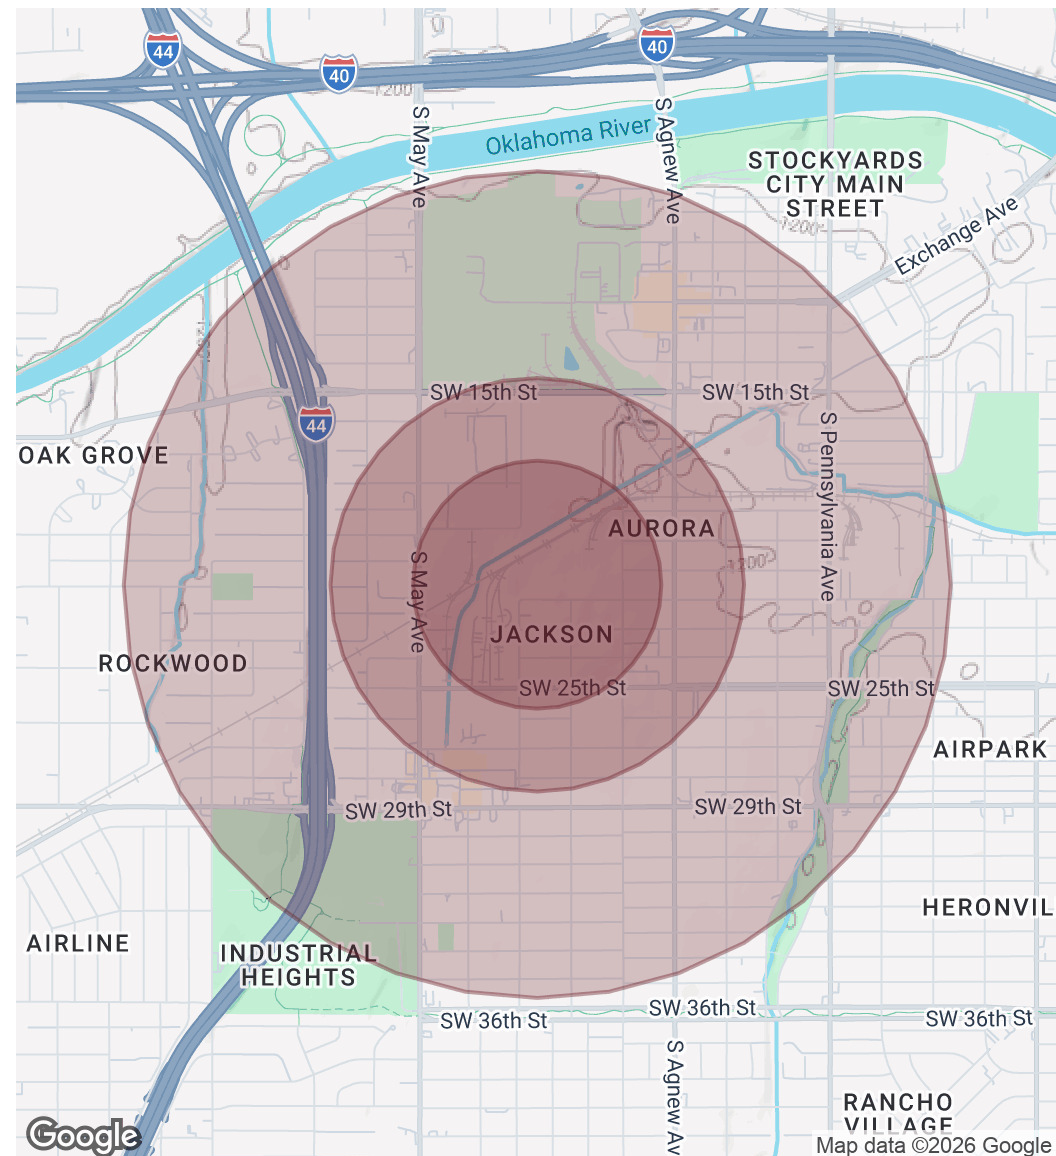 44
40
40
1200'
S May Ave
S Agnew Ave
Oklahoma River
STOCKYARDS
CITY MAIN
STREET
1200'
Exchange Ave
SW 15th St
SW 15th St
44
OAK GROVE
S Pennsylvania Ave
AURORA
S May Ave
1200'
JACKSON
ROCKWOOD
SW 25th St
SW 25th St
AIRPARK
SW 29th St
SW 29th St
HERONVIL
AIRLINE
INDUSTRIAL
HEIGHTS
SW 36th St
SW 36th St
SW 36th St
S Agnew Av
RANCHO
VILLAGE
Google
Map data ©2026 Google